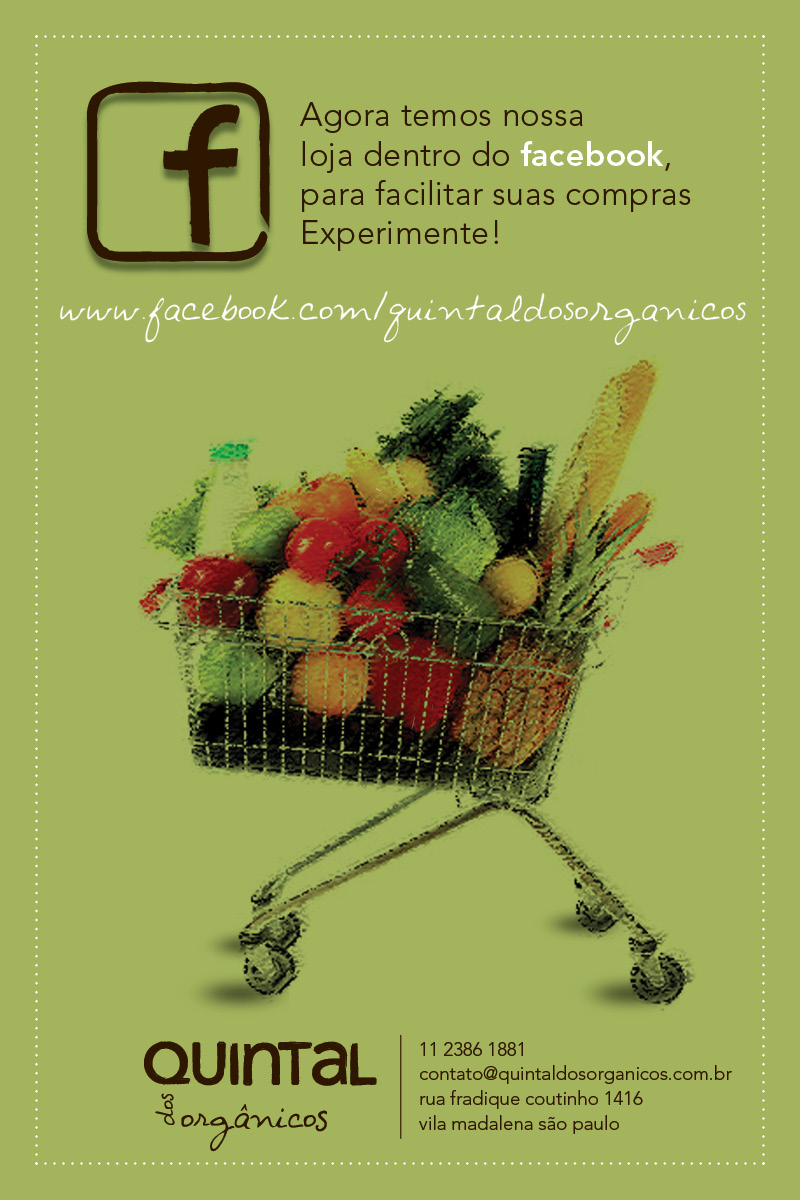 f
Agora temos nossa
loja dentro do facebook,
para facilitar suas compras
Experimente!
www.facebook.com/quintaldosorganicos
QUINTAL
dos orgânicos
11 2386 1881
contato@quintaldosorganicos.com.br
rua fradique coutinho 1416
vila madalena são paulo